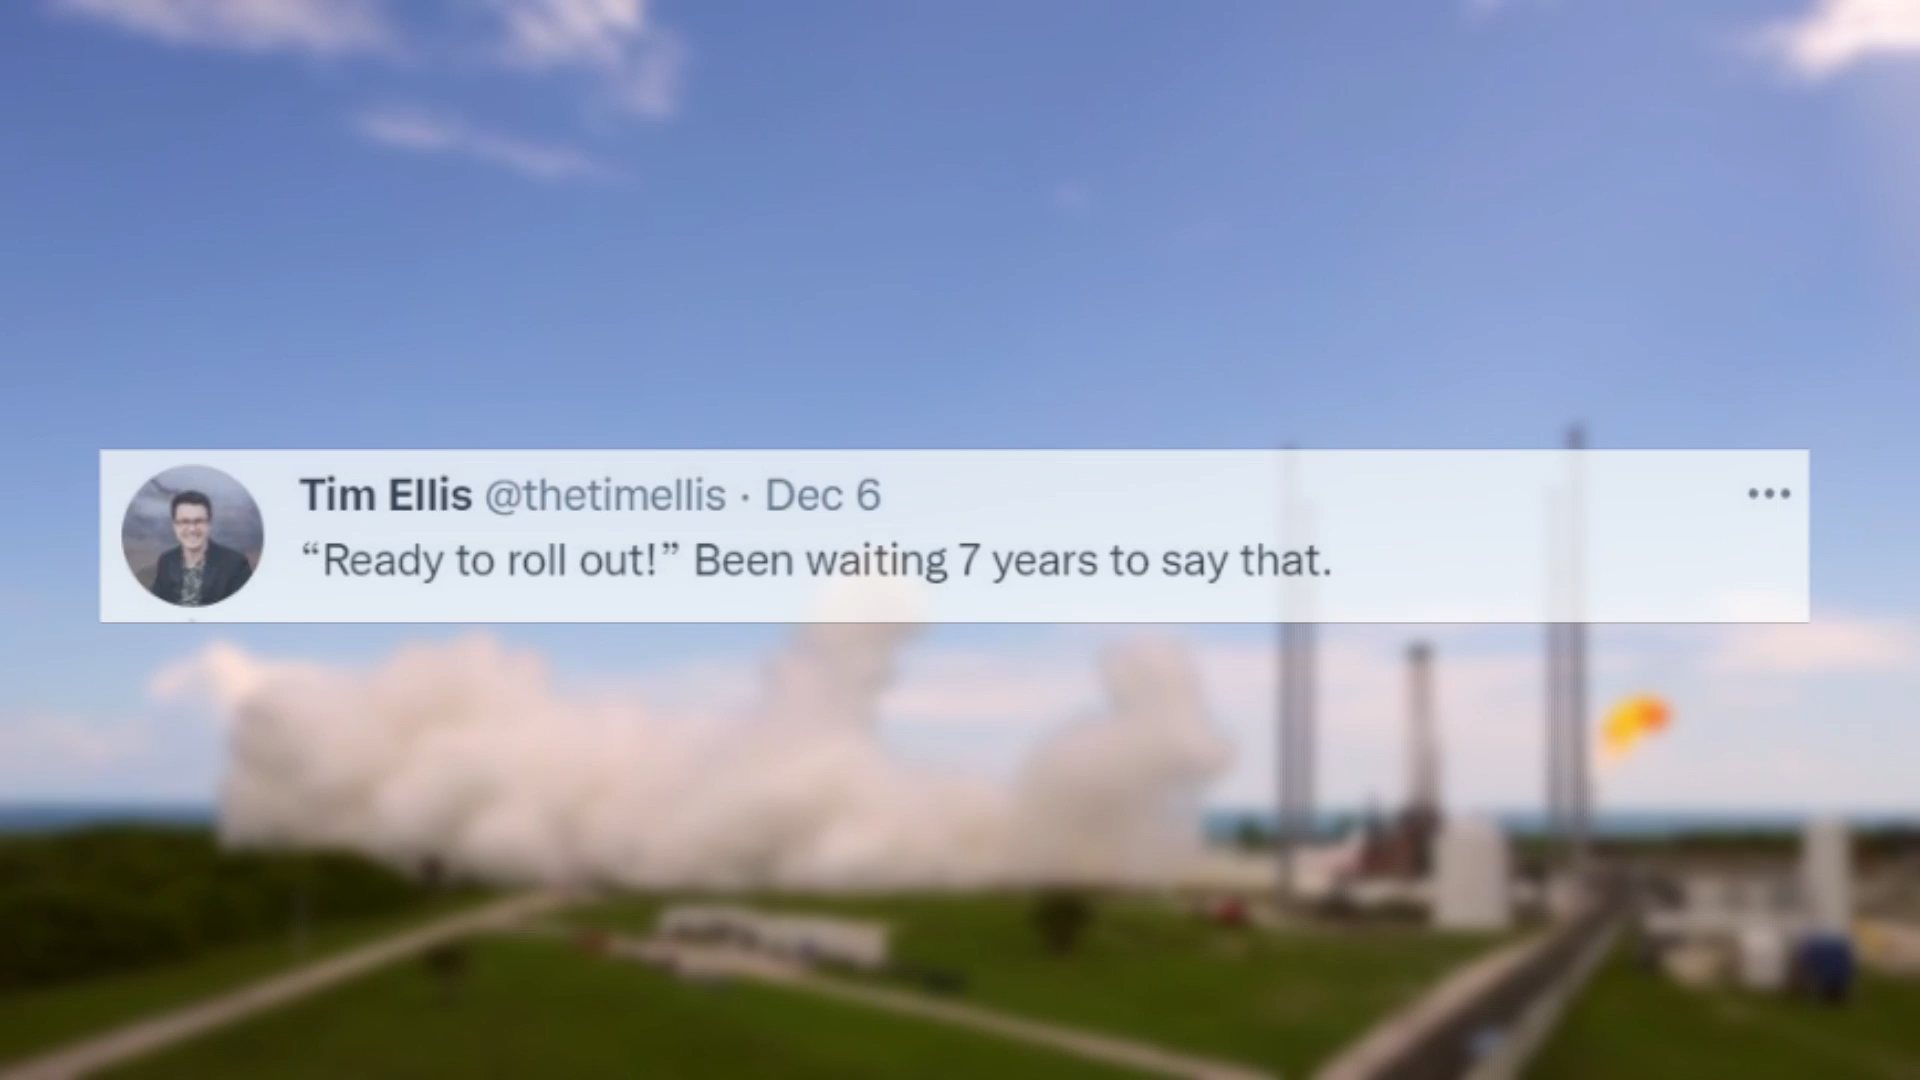 Tim Ellis @thetimellis · Dec 6
“Ready to roll out!” Been waiting 7 years to say that.